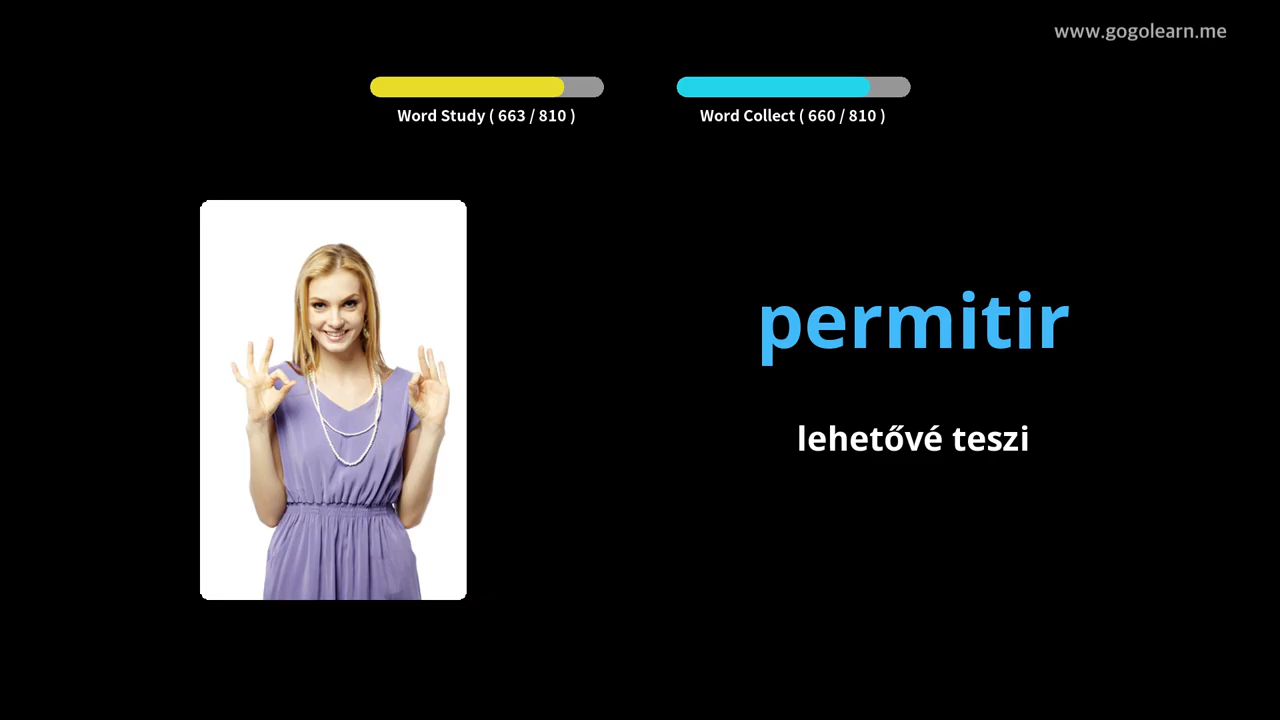 www.gogolearn.me
Word Study ( 663 / 810 )
Word Collect ( 660 / 810 )
permitir
lehetővé teszi